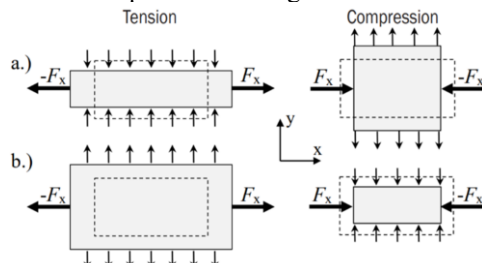 Tension Compression
a.)
-Fx Fx Fx -Fx
y
x
b.)
-Fx Fx Fx -Fx